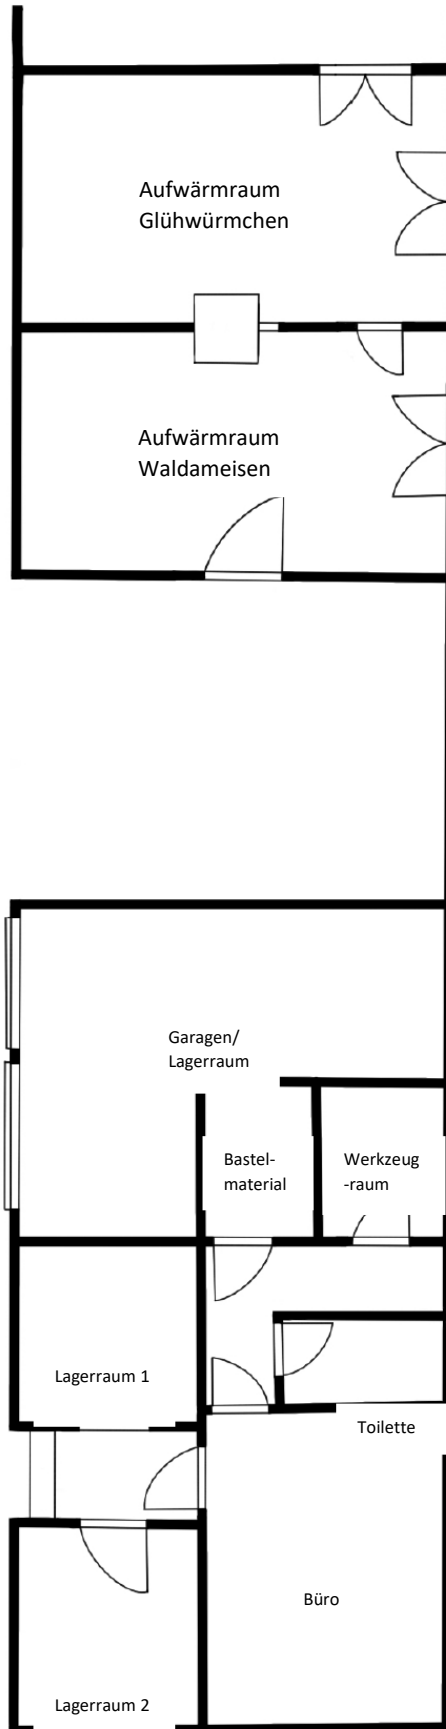 Aufwärmraum
Glühwürmchen
Aufwärmraum
Waldameisen
Garagen/
Lagerraum
Bastel-
material
Werkzeug
-raum
Lagerraum 1
Toilette
Büro
Lagerraum 2